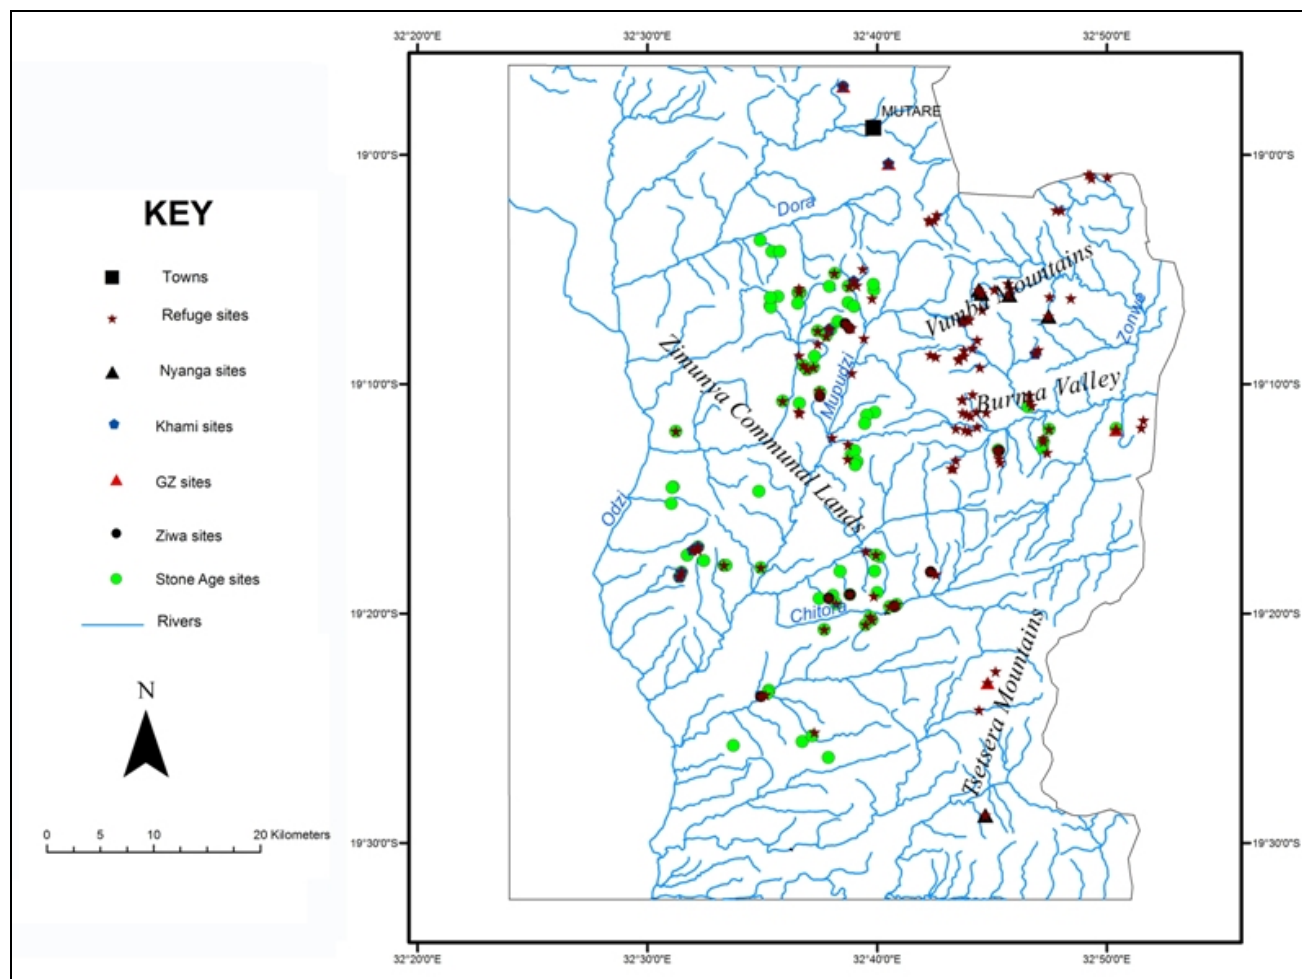 32°20'0"E 32°30'0"E 32°40'0"E 32°50'0"E
MUTARE
19°0'0"S 19°0'0"S
KEY
Towns
Refuge sites
Nyanga sites
Khami sites
GZ sites
Ziwa sites
Stone Age sites
Rivers
N
0 5 10 20 Kilometers
Dora
Vumba Mountains
Zonwe
Zimunya Communal Lands
Mupudzi
19°10'0"S 19°10'0"S
Burma Valley
Odzi
Chitora
19°20'0"S 19°20'0"S
Tsetsera Mountains
19°30'0"S 19°30'0"S
32°20'0"E 32°30'0"E 32°40'0"E 32°50'0"E